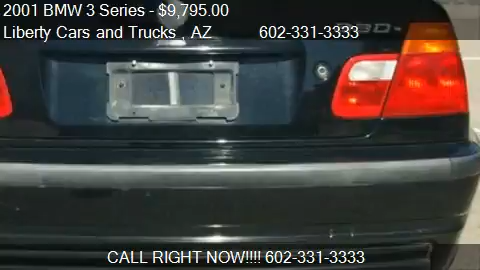 2001 BMW 3 Series - $9,795.00
Liberty Cars and Trucks , AZ 602-331-3333
CALL RIGHT NOW!!!! 602-331-3333